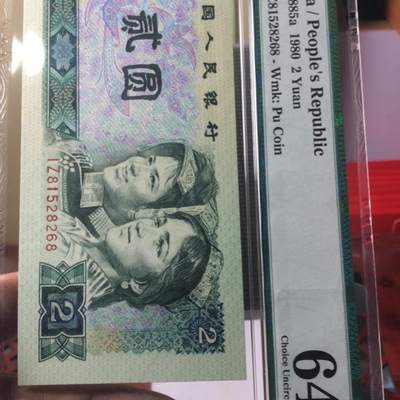 国人民银行
贰圆
IZ81528268
2
2
a / People's Republic
885a 1980 2 Yuan
Z81528268 - Wmk: Pu Coin
64
Choice Uncirc